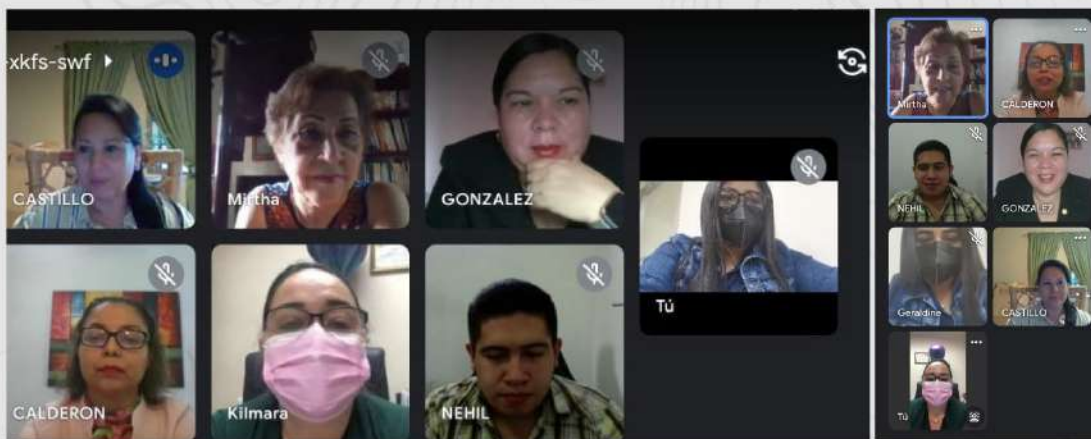 -xkfs-swf
CASTILLO
Mirtha
GONZALEZ
Tú
CALDERON
Kilmara
NEHIL
Mirtha
CALDERON
NEHIL
GONZALEZ
Geraldine
CASTILLO
Tú